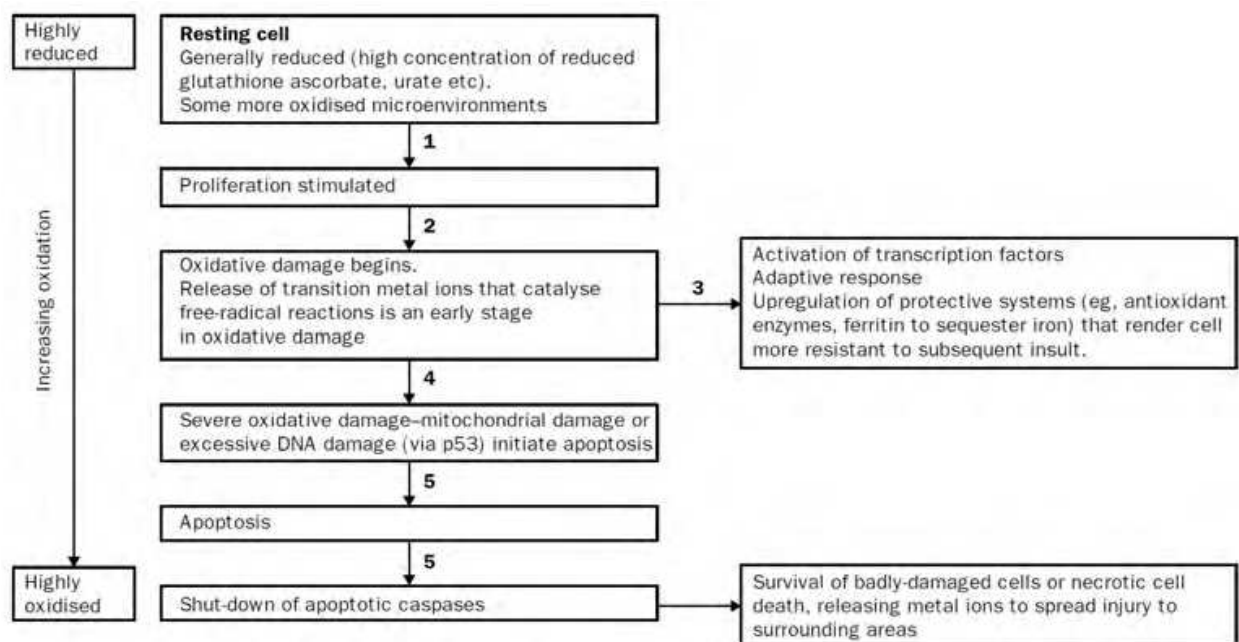 Highly
reduced
Resting cell
Generally reduced (high concentration of reduced
glutathione ascorbate, urate etc).
Some more oxidised microenvironments
1
Proliferation stimulated
2
Increasing oxidation
Oxidative damage begins.
Release of transition metal ions that catalyse
free-radical reactions is an early stage
in oxidative damage
3
Activation of transcription factors
Adaptive response
Upregulation of protective systems (eg, antioxidant
enzymes, ferritin to sequester iron) that render cell
more resistant to subsequent insult.
4
Severe oxidative damage–mitochondrial damage or
excessive DNA damage (via p53) initiate apoptosis
5
Apoptosis
5
Highly
oxidised
Shut-down of apoptotic caspases
Survival of badly-damaged cells or necrotic cell
death, releasing metal ions to spread injury to
surrounding areas